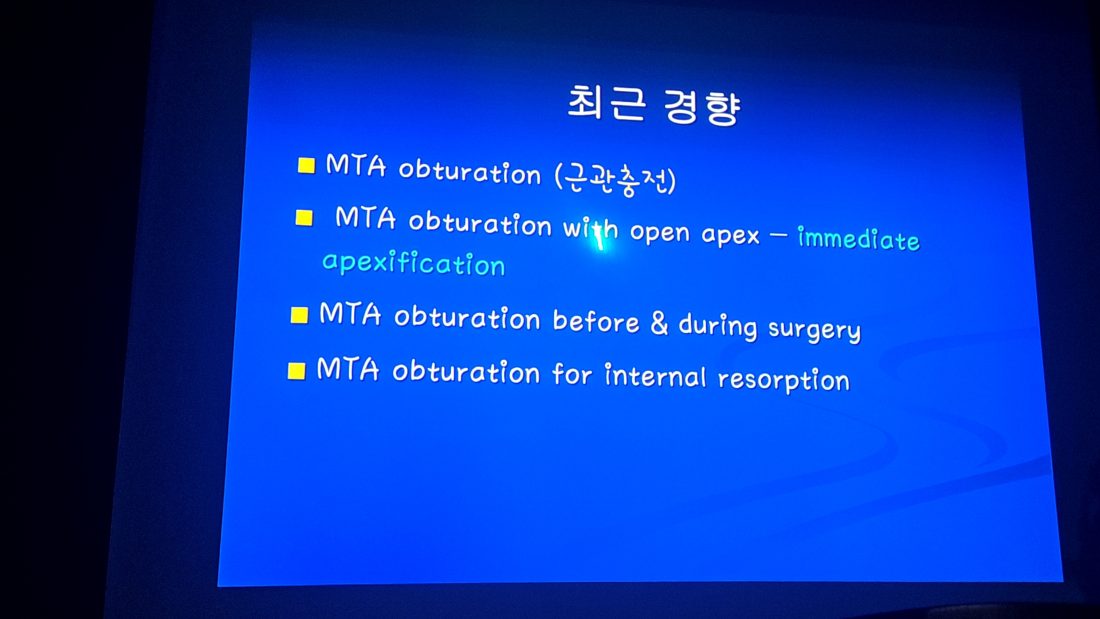 최근 경향
MTA obturation (근관충전)
MTA obturation with open apex – immediate
apexification
MTA obturation before & during surgery
MTA obturation for internal resorption